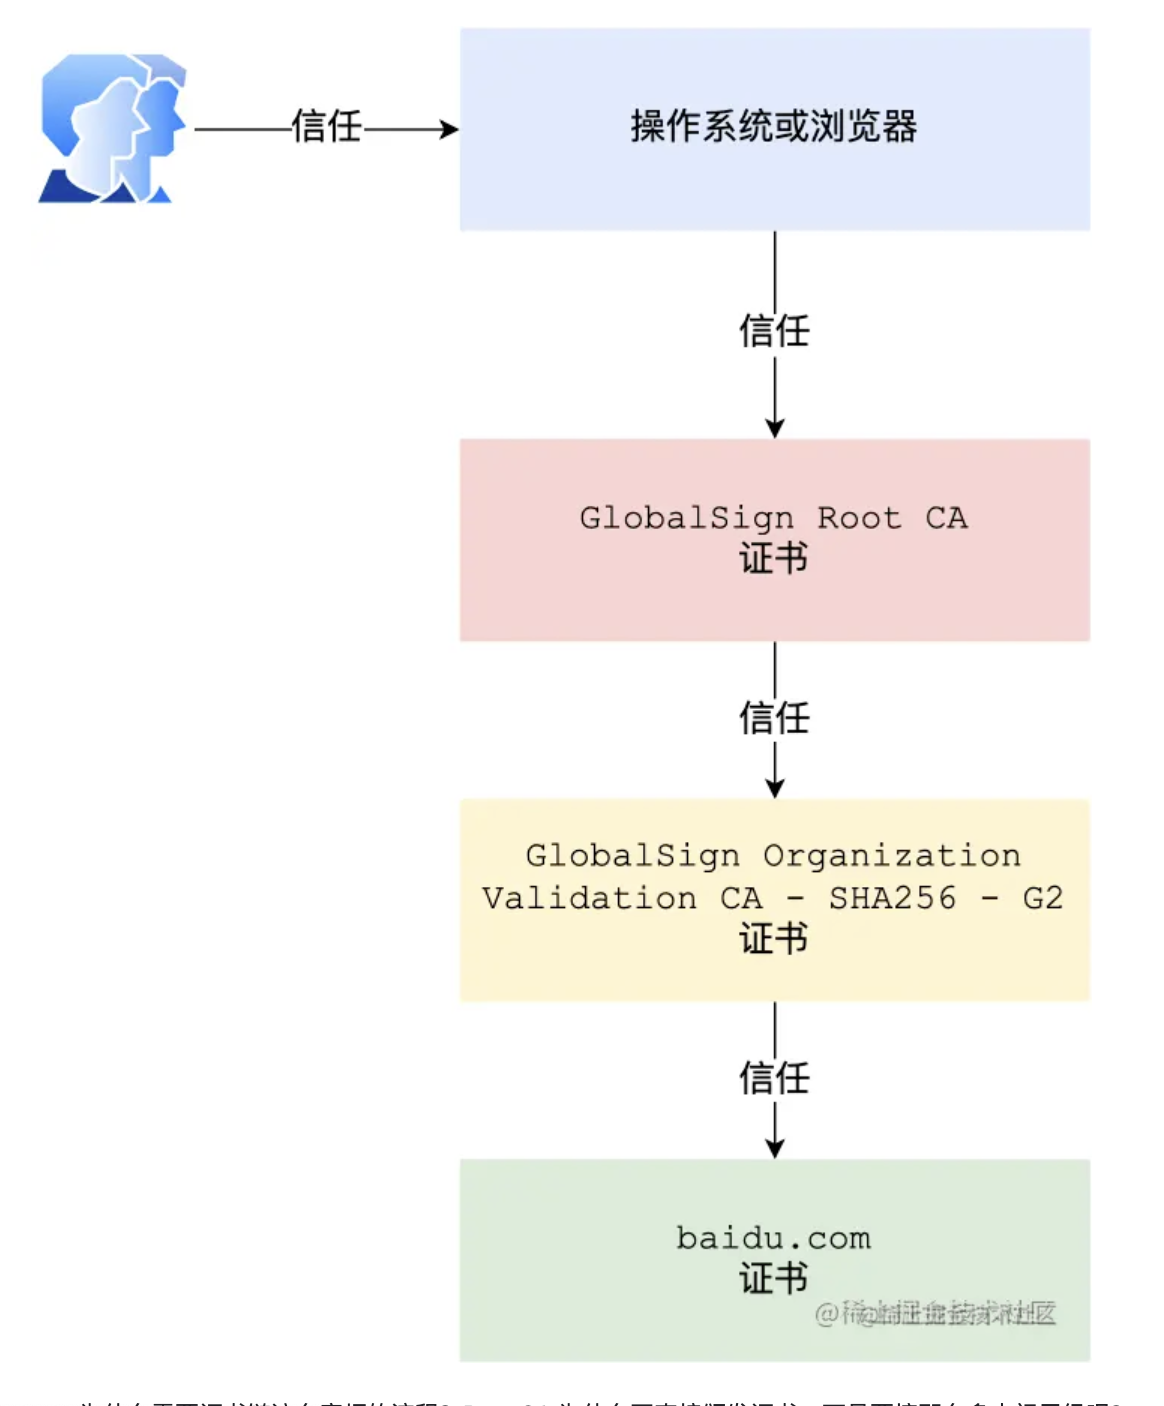 信任
操作系统或浏览器
信任
GlobalSign Root CA
证书
信任
GlobalSign Organization
Validation CA - SHA256 - G2
证书
信任
baidu.com
证书
@稀土掘金技术社区